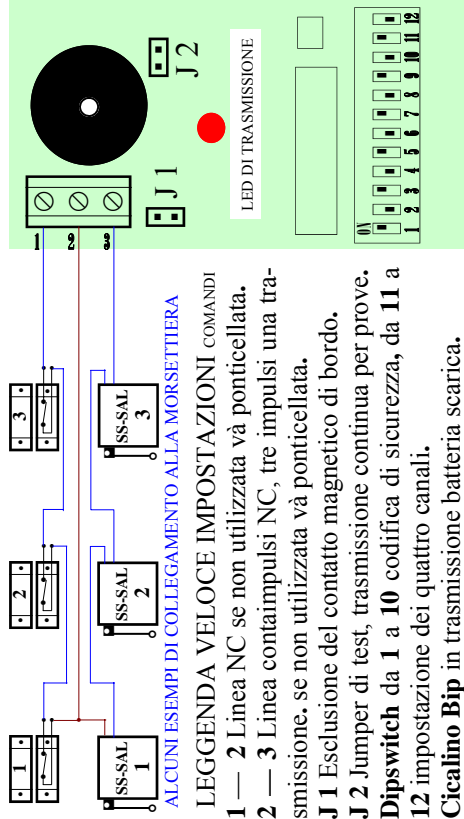 1
2
3
SS-SAL
1
SS-SAL
2
SS-SAL
3
1
2
3
J 1
J 2
LED DI TRASMISSIONE
ON
1 2 3 4 5 6 7 8 9 10 11 12
ALCUNI ESEMPI DI COLLEGAMENTO ALLA MORSETTIERA
LEGGENDA VELOCE IMPOSTAZIONI COMANDI
1 — 2 Linea NC se non utilizzata và ponticellata.
2 — 3 Linea contaimpulsi NC, tre impulsi una tra-
smissione. se non utilizzata và ponticellata.
J 1 Esclusione del contatto magnetico di bordo.
J 2 Jumper di test, trasmissione continua per prove.
Dipswitch da 1 a 10 codifica di sicurezza, da 11 a
12 impostazione dei quattro canali.
Cicalino Bip in trasmissione batteria scarica.